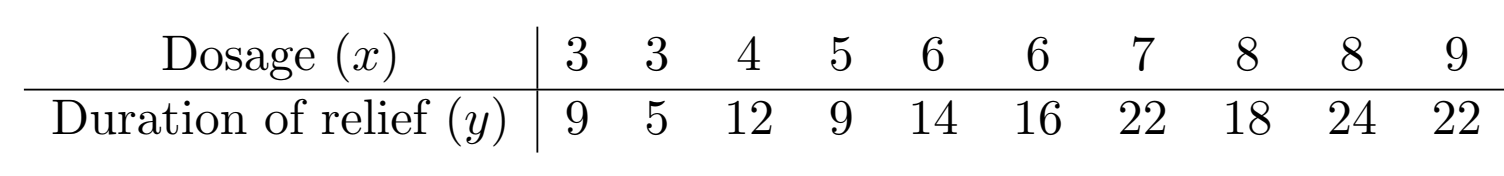 Dosage (x) 3 3 4 5 6 6 7 8 8 9
Duration of relief (y) 9 5 12 9 14 16 22 18 24 22